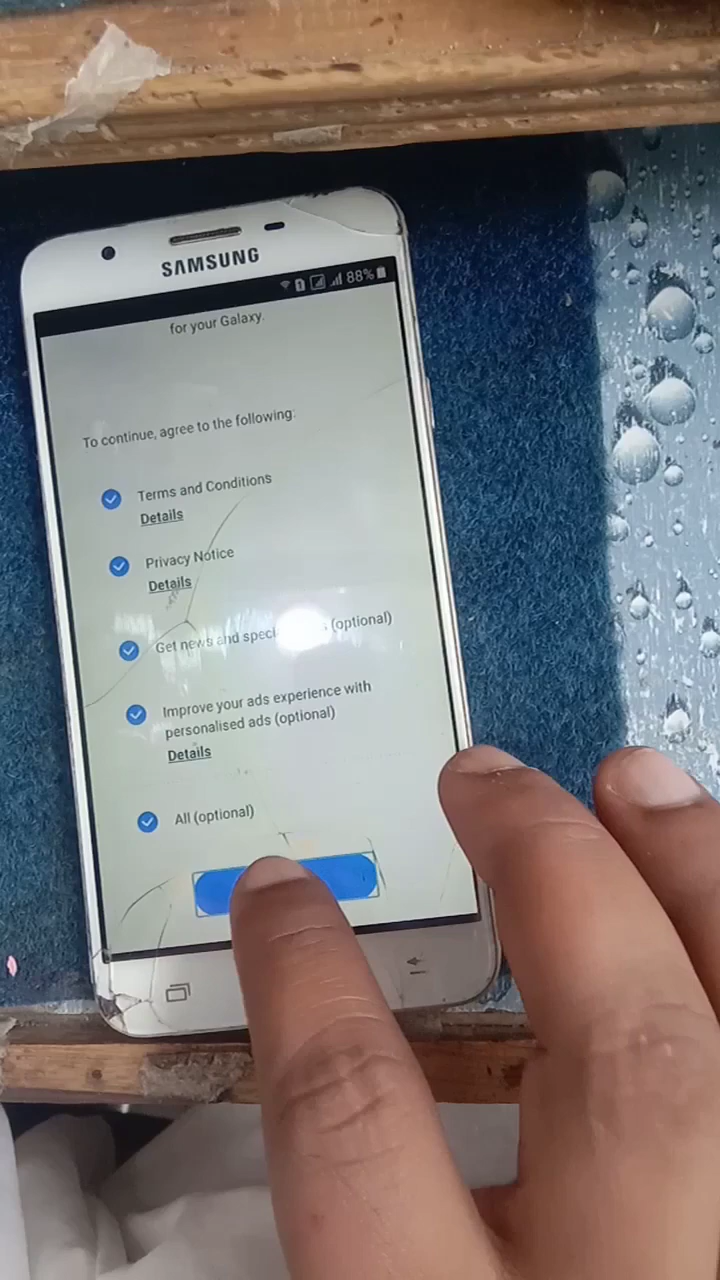 SAMSUNG
88%
for your Galaxy.
To continue, agree to the following:
Terms and Conditions
Details
Privacy Notice
Details
Get news and speci (optional)
Improve your ads experience with
personalised ads (optional)
Details
All (optional)